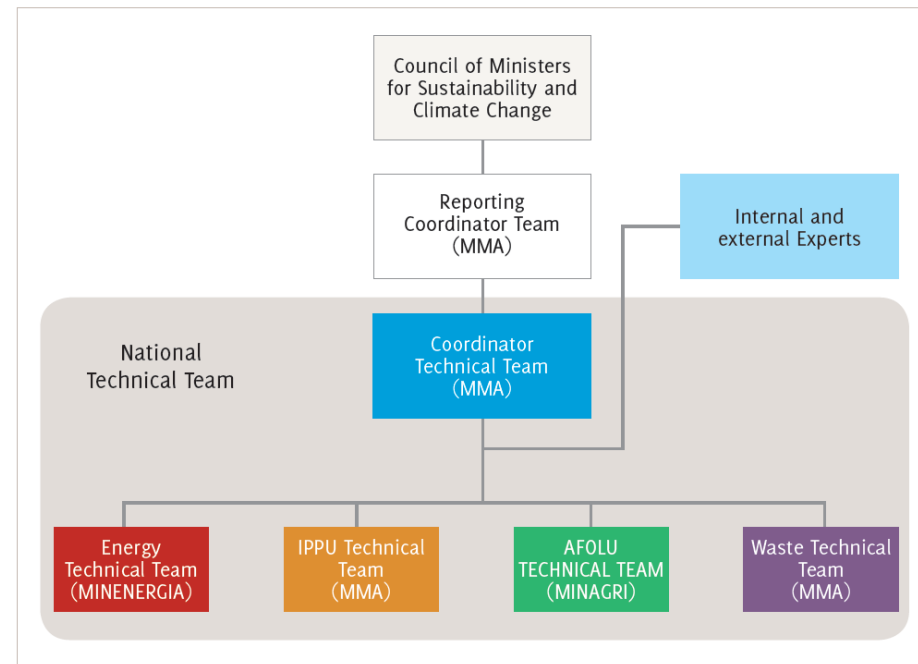 Council of Ministers
for Sustainability and
Climate Change
Reporting
Coordinator Team
(MMA)
Internal and
external Experts
National
Technical Team
Coordinator
Technical Team
(MMA)
Energy
Technical Team
(MINENERGIA)
IPPU Technical
Team
(MMA)
AFOLU
TECHNICAL TEAM
(MINAGRI)
Waste Technical
Team
(MMA)